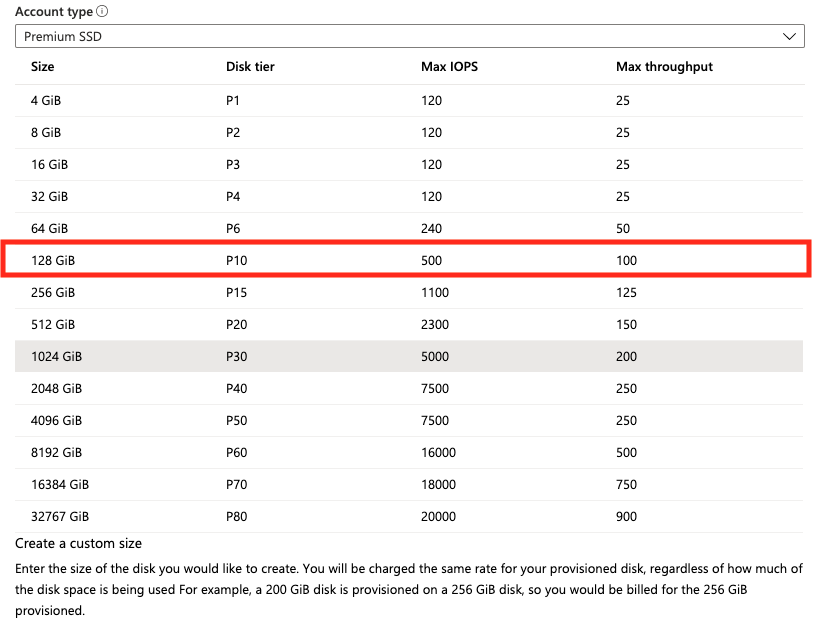 Account type
Premium SSD
Size Disk tier Max IOPS Max throughput
4 GiB P1 120 25
8 GiB P2 120 25
16 GiB P3 120 25
32 GiB P4 120 25
64 GiB P6 240 50
128 GiB P10 500 100
256 GiB P15 1100 125
512 GiB P20 2300 150
1024 GiB P30 5000 200
2048 GiB P40 7500 250
4096 GiB P50 7500 250
8192 GiB P60 16000 500
16384 GiB P70 18000 750
32767 GiB P80 20000 900
Create a custom size
Enter the size of the disk you would like to create. You will be charged the same rate for your provisioned disk, regardless of how much of
the disk space is being used For example, a 200 GiB disk is provisioned on a 256 GiB disk, so you would be billed for the 256 GiB
provisioned.